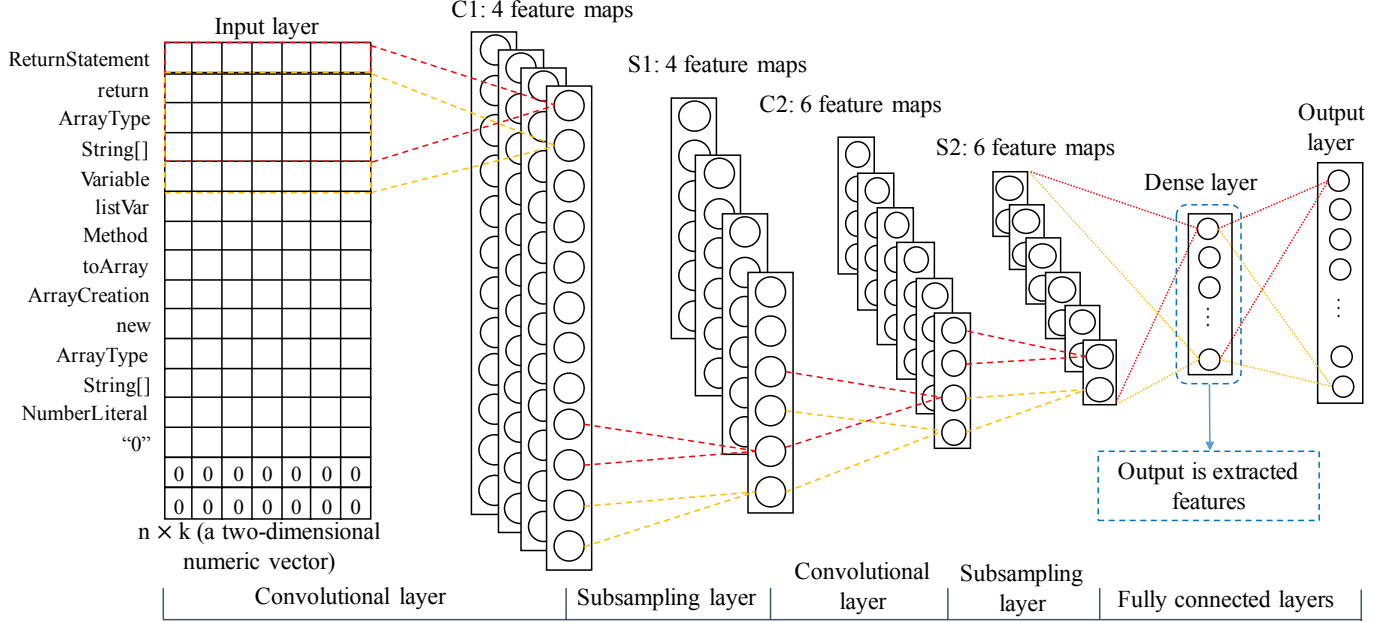 Input layer
C1: 4 feature maps
S1: 4 feature maps
C2: 6 feature maps
S2: 6 feature maps
Dense layer
Output
layer
ReturnStatement
return
ArrayType
String[]
Variable
listVar
Method
toArray
ArrayCreation
new
ArrayType
String[]
NumberLiteral
“0”
0 0 0 0 0 0 0
0 0 0 0 0 0 0
n × k (a two-dimensional
numeric vector)
...
...
Output is extracted
features
Convolutional layer
Subsampling layer
Convolutional
layer
Subsampling
layer
Fully connected layers